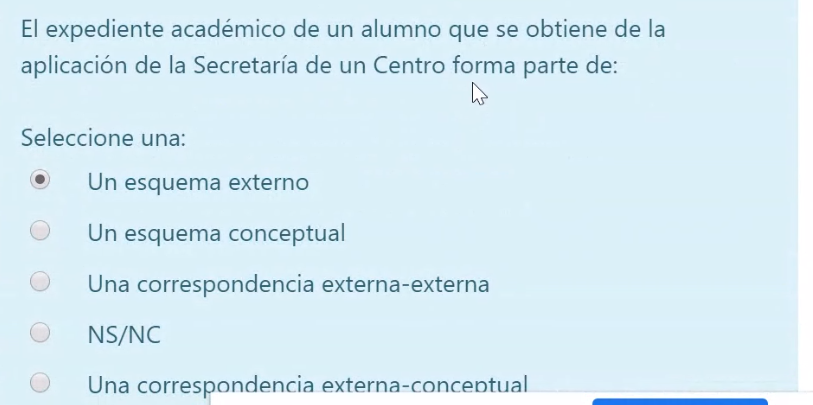 El expediente académico de un alumno que se obtiene de la
aplicación de la Secretaría de un Centro forma parte de:
Seleccione una:
Un esquema externo
Un esquema conceptual
Una correspondencia externa-externa
NS/NC
Una correspondencia externa-conceptual